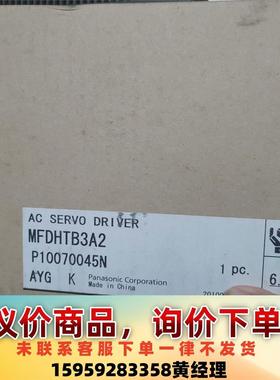 AC SERVO DRIVER
MFDHTB3A2
P10070045N
AYG K Panasonic Corporation
Made in China
1 pc.
6.
议价商品，询价下单
未联系客服下单不发货
15959283358黄经理